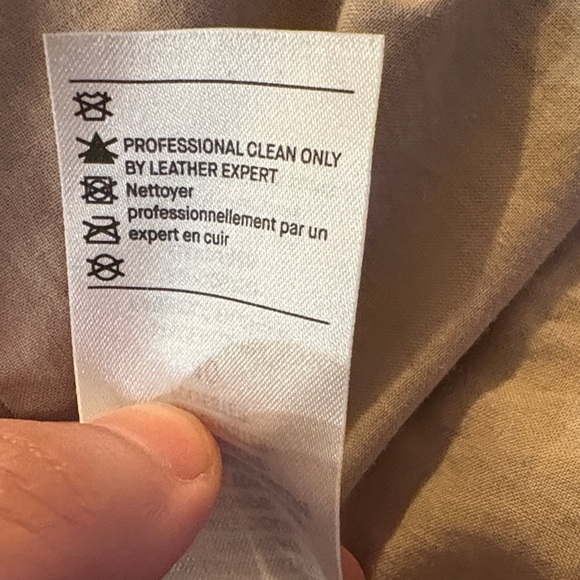 PROFESSIONAL CLEAN ONLY
BY LEATHER EXPERT
Nettoyer
professionnellement par un
expert en cuir